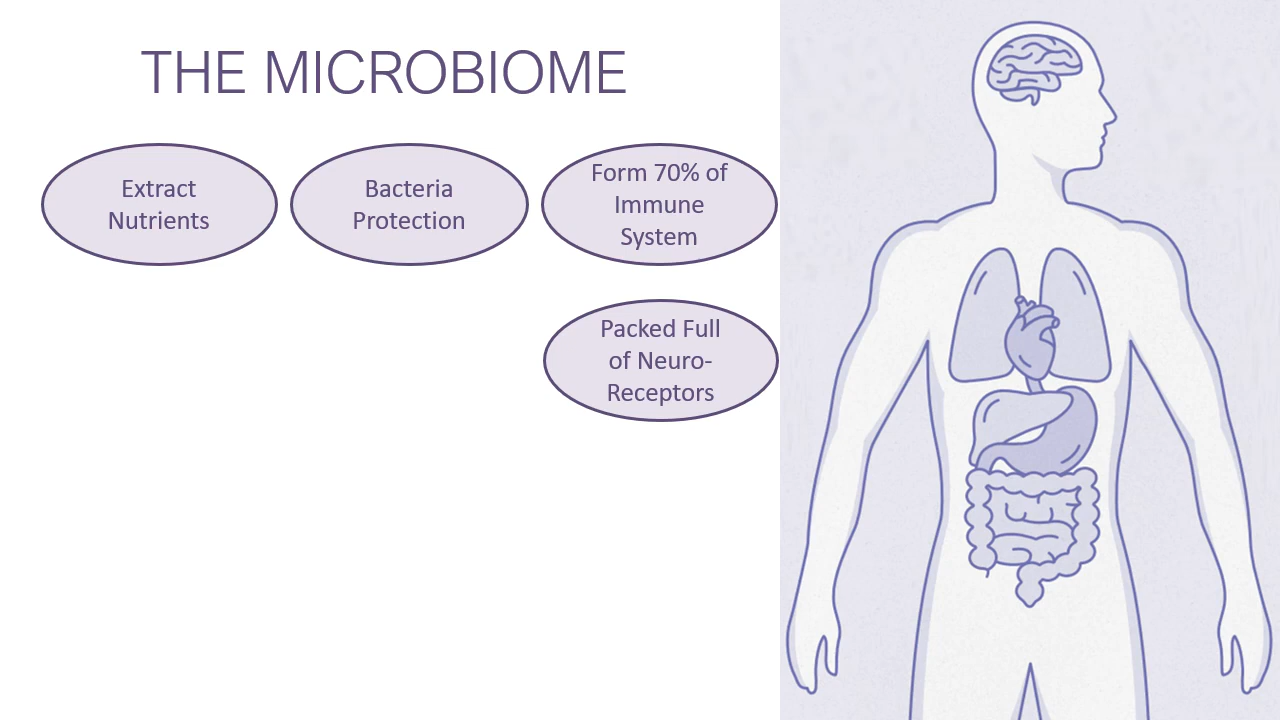 THE MICROBIOME
Extract
Nutrients
Bacteria
Protection
Form 70% of
Immune
System
Packed Full
of Neuro-
Receptors